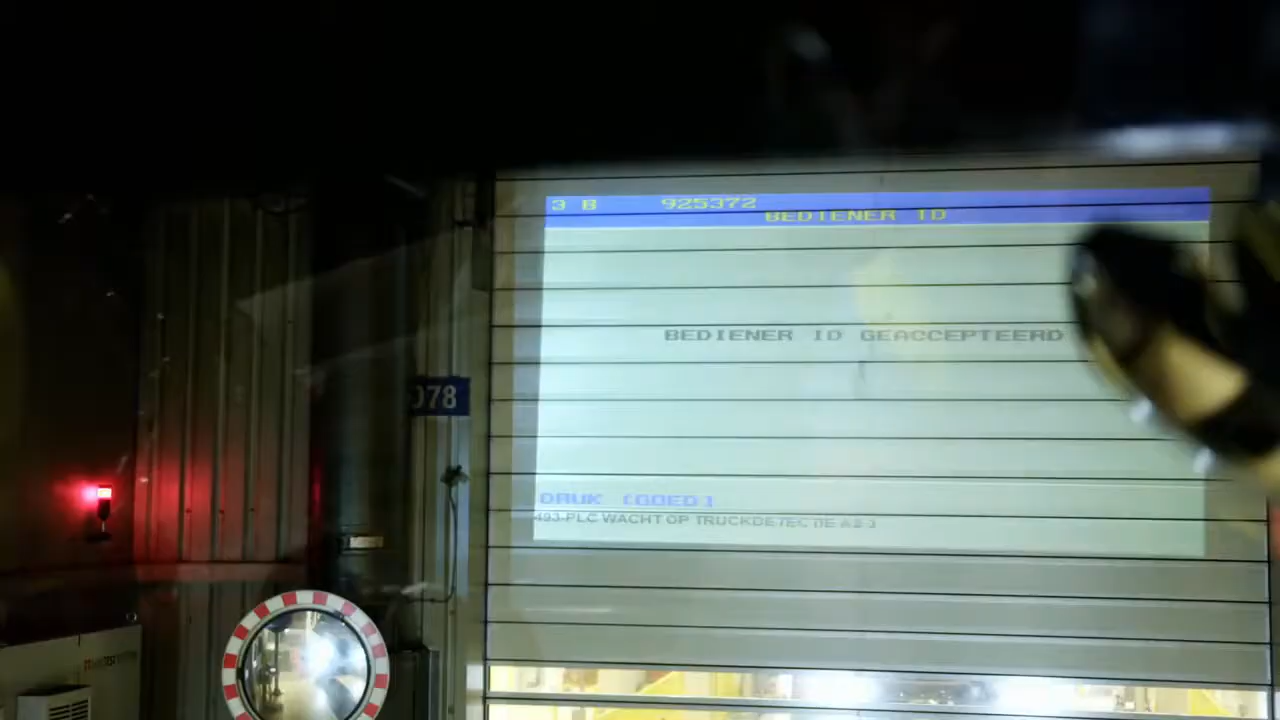 3 B 925372
BEDIENER ID
BEDIENER ID GEACCEPTEERD
078
DRUK [GOED]
493-PLC WACHT OP TRUCKDETECTIE AS 3